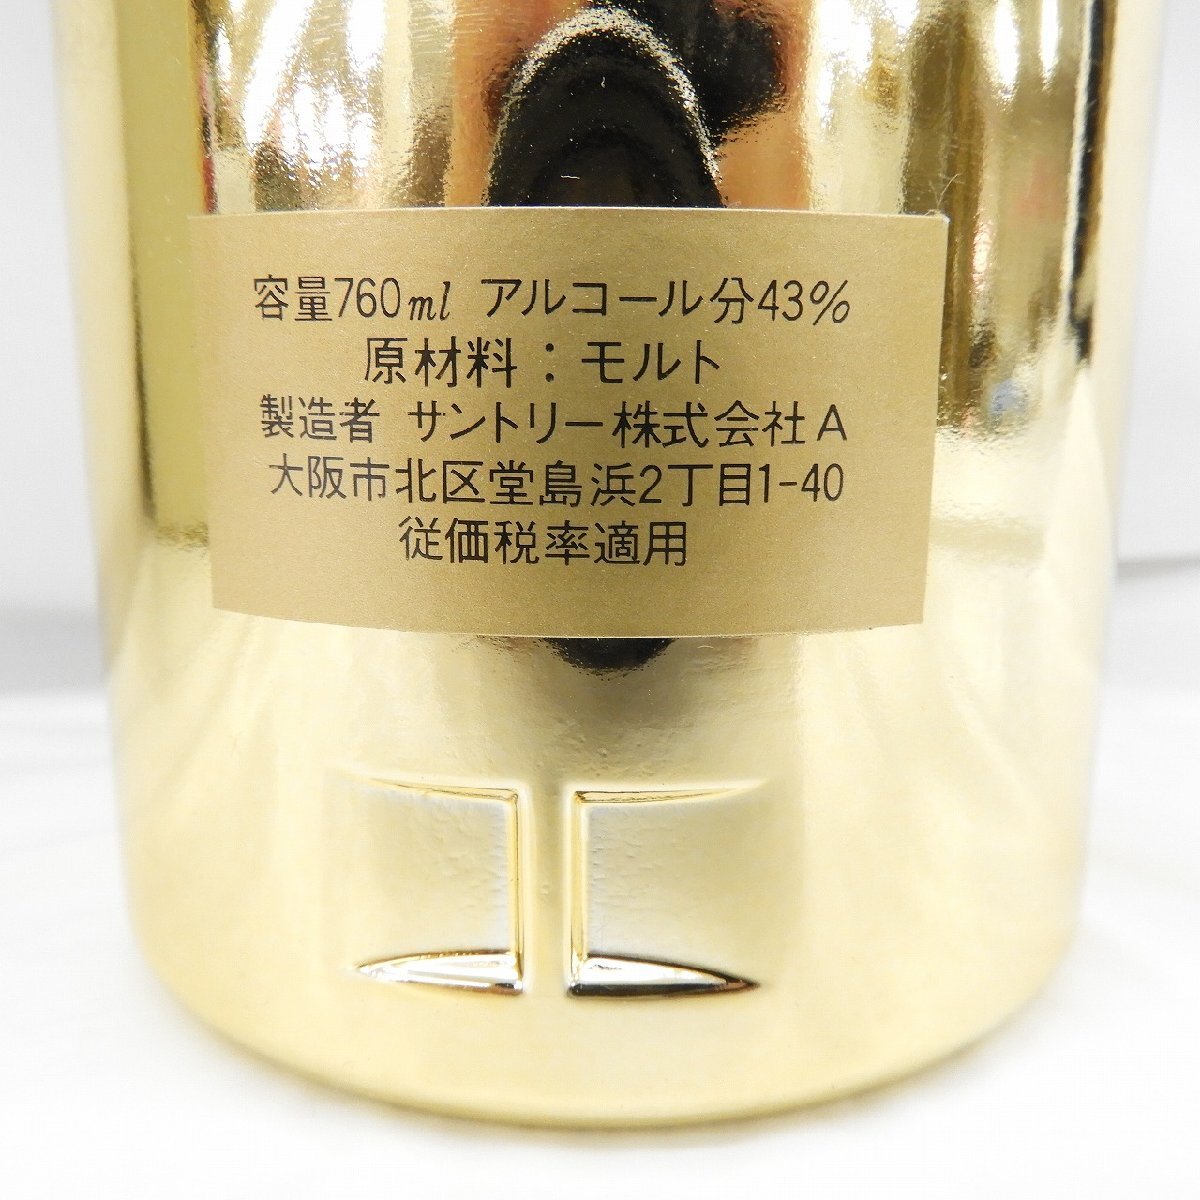 容量760ml アルコール分43%
原材料：モルト
製造者 サントリー株式会社A
大阪市北区堂島浜2丁目1-40
従価税率適用